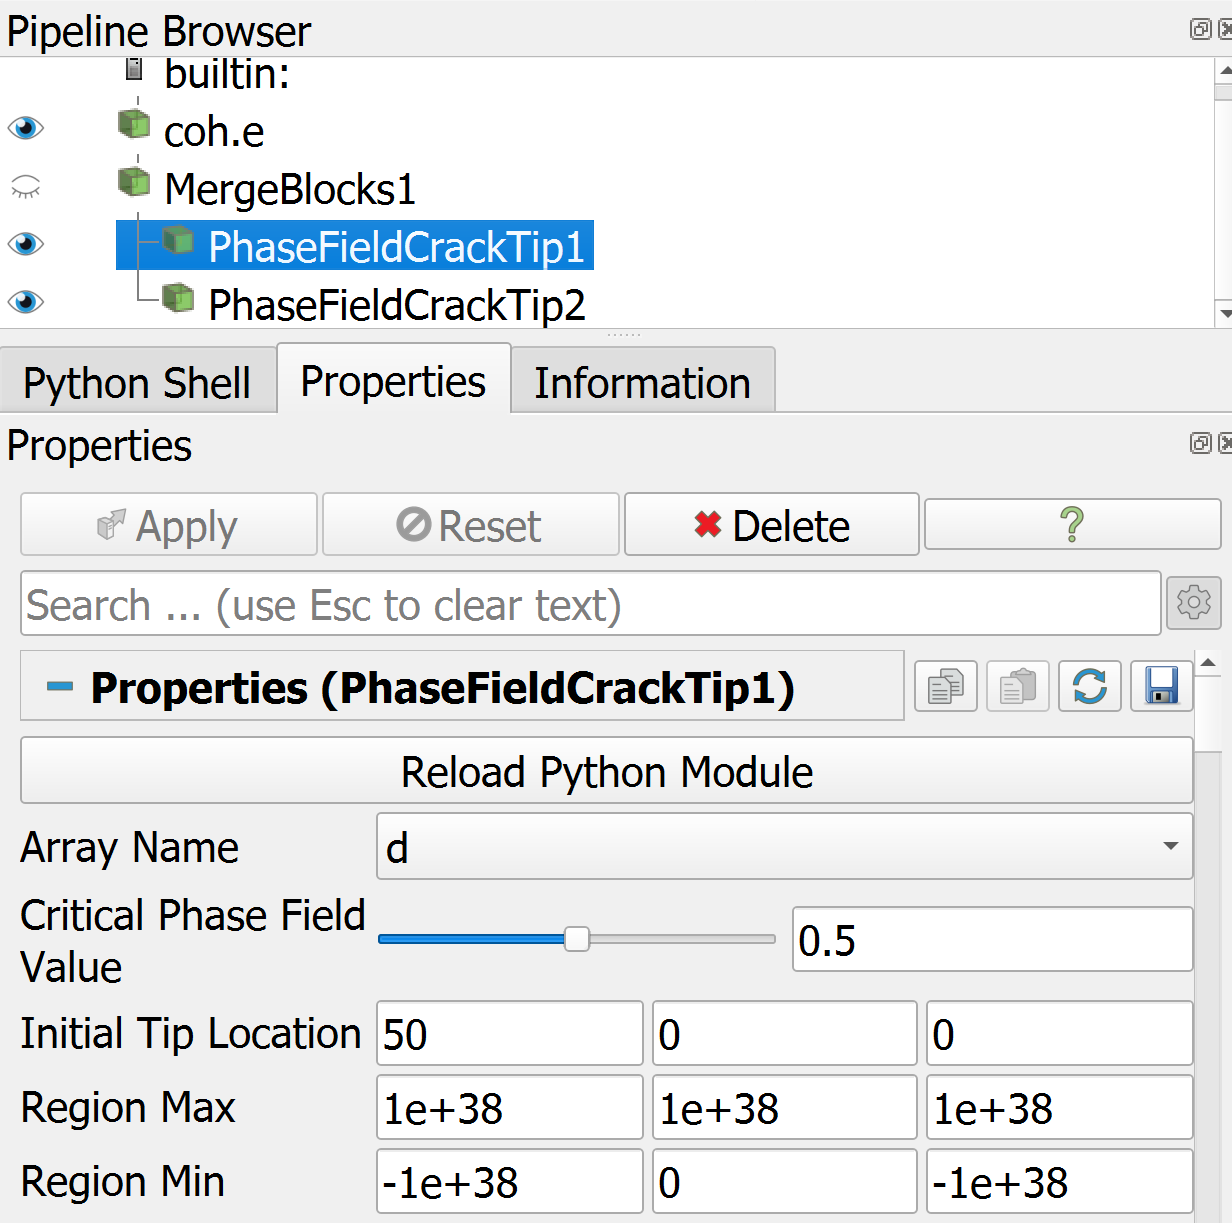 Pipeline Browser
builtin:
coh.e
MergeBlocks1
PhaseFieldCrackTip1
PhaseFieldCrackTip2
Python Shell Properties Information
Properties
Apply Reset Delete ?
Search ... (use Esc to clear text)
Properties (PhaseFieldCrackTip1)
Reload Python Module
Array Name d
Critical Phase Field
Value 0.5
Initial Tip Location 50 0 0
Region Max 1e+38 1e+38 1e+38
Region Min -1e+38 0 -1e+38